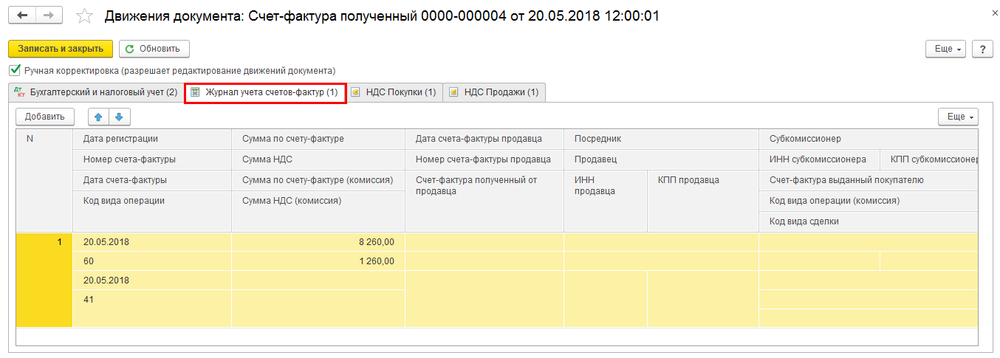 Движения документа: Счет-фактура полученный 0000-000004 от 20.05.2018 12:00:01
Записать и закрыть Обновить Еще ?
Ручная корректировка (разрешает редактирование движений документа)
Дт Кт Бухгалтерский и налоговый учет (2) Журнал учета счетов-фактур (1) НДС Покупки (1) НДС Продажи (1)
Добавить Еще
N Дата регистрации Сумма по счету-фактуре Дата счета-фактуры продавца Посредник Субкомиссионер
Номер счета-фактуры Сумма НДС Номер счета-фактуры продавца Продавец ИНН субкомиссионера КПП субкомиссионер
Дата счета-фактуры Сумма по счету-фактуре (комиссия) Счет-фактура полученный от продавца ИНН продавца КПП продавца Счет-фактура выданный покупателю
Код вида операции Сумма НДС (комиссия) Код вида операции (комиссия)
Код вида сделки
1 20.05.2018 8 260,00
60 1 260,00
20.05.2018
41